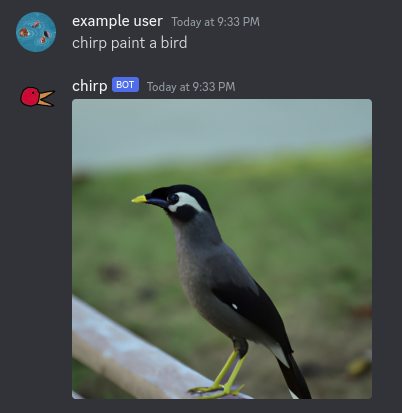 example user Today at 9:33 PM
chirp paint a bird
chirp BOT Today at 9:33 PM